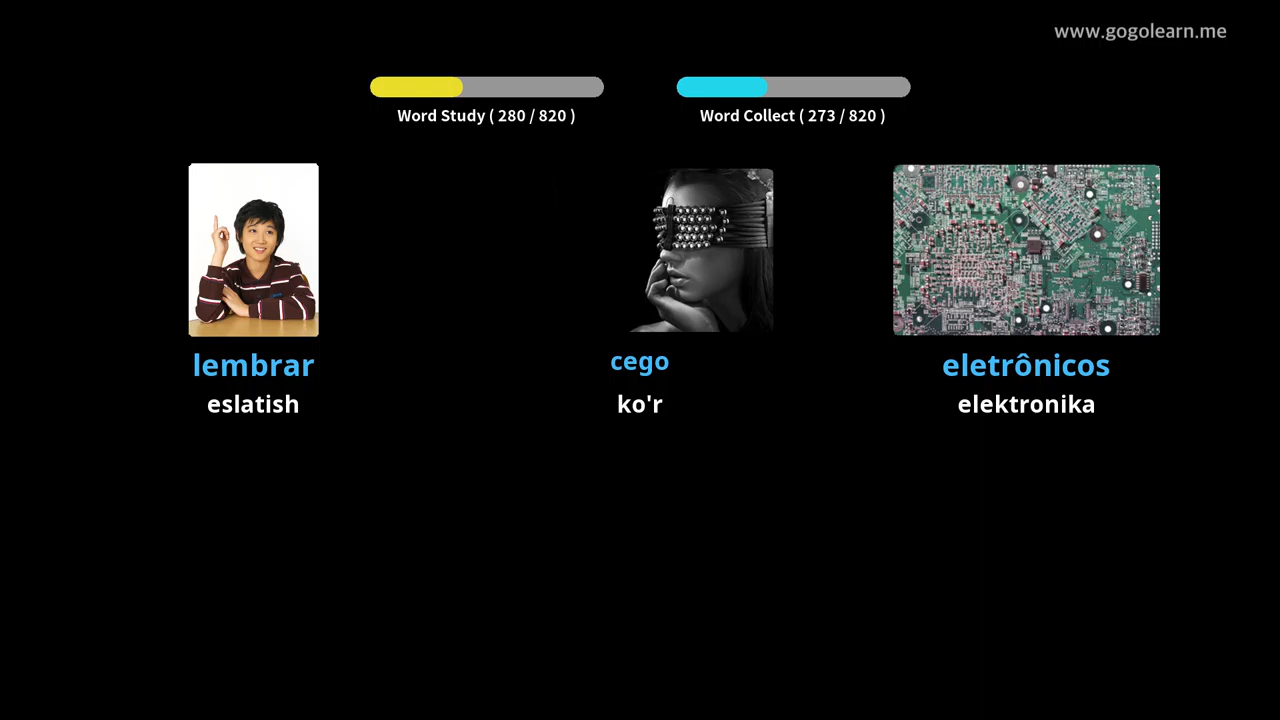 www.gogolearn.me
Word Study ( 280 / 820 )
Word Collect ( 273 / 820 )
lembrar
eslatish
cego
ko'r
eletrônicos
elektronika